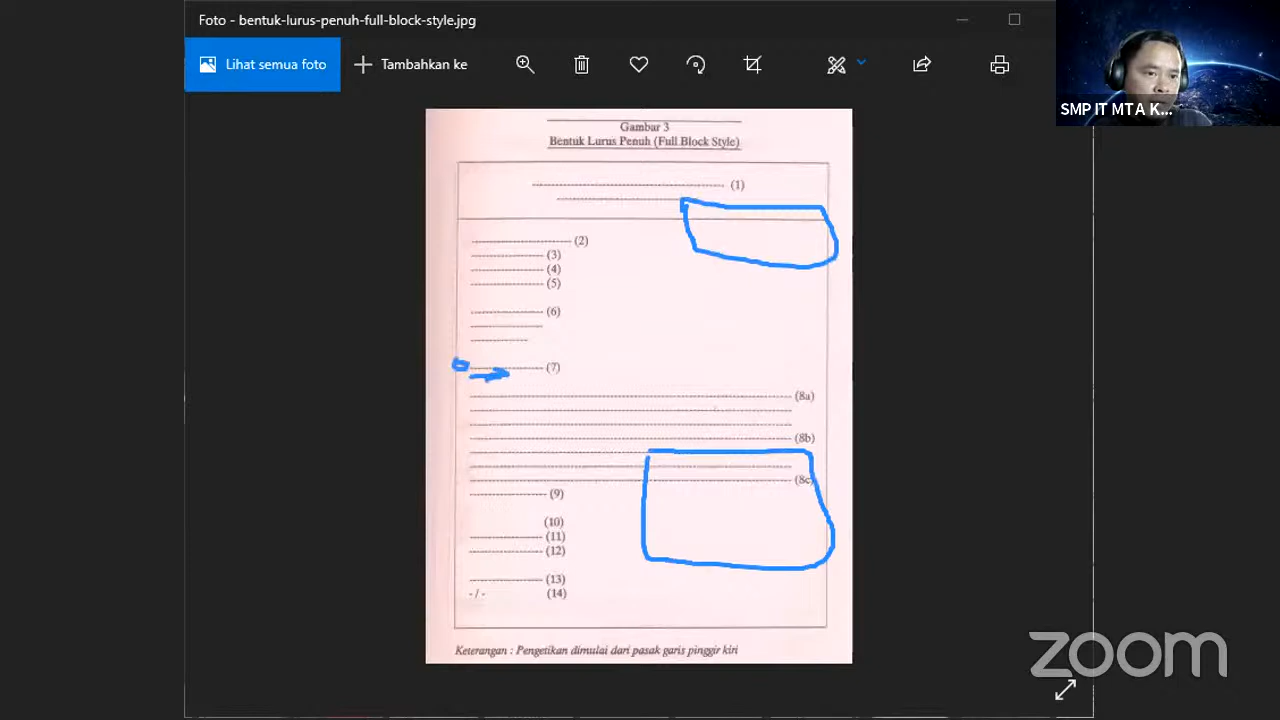 Foto - bentuk-lurus-penuh-full-block-style.jpg
Lihat semua foto
Tambahkan ke
SMP IT MTA K...
Gambar 3
Bentuk Lurus Penuh (Full Block Style)
(1)
(2)
(3)
(4)
(5)
(6)
(7)
(8a)
(8b)
(8c)
(9)
(10)
(11)
(12)
(13)
- / - (14)
Keterangan : Pengetikan dimulai dari pasak garis pinggir kiri
zoom